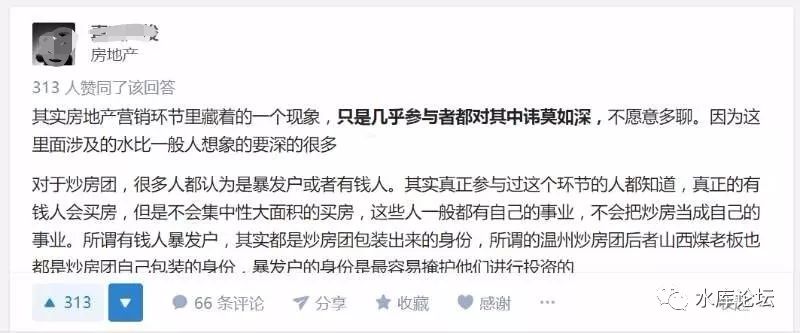 房地产
313 人赞同了该回答
其实房地产营销环节里藏着的一个现象，只是几乎参与者都对其中讳莫如深，不愿意多聊。因为这
里面涉及的水比一般人想象的要深的很多
对于炒房团，很多人都认为是暴发户或者有钱人。其实真正参与过这个环节的人都知道，真正的有
钱人会买房，但是不会集中性大面积的买房，这些人一般都有自己的事业，不会把炒房当成自己的
事业。所谓有钱人暴发户，其实都是炒房团包装出来的身份，所谓的温州炒房团后者山西煤老板也
都是炒房团自己包装的身份，暴发户的身份是最容易掩护他们进行投资的
313 66 条评论 分享 收藏 感谢 ···
水库论坛